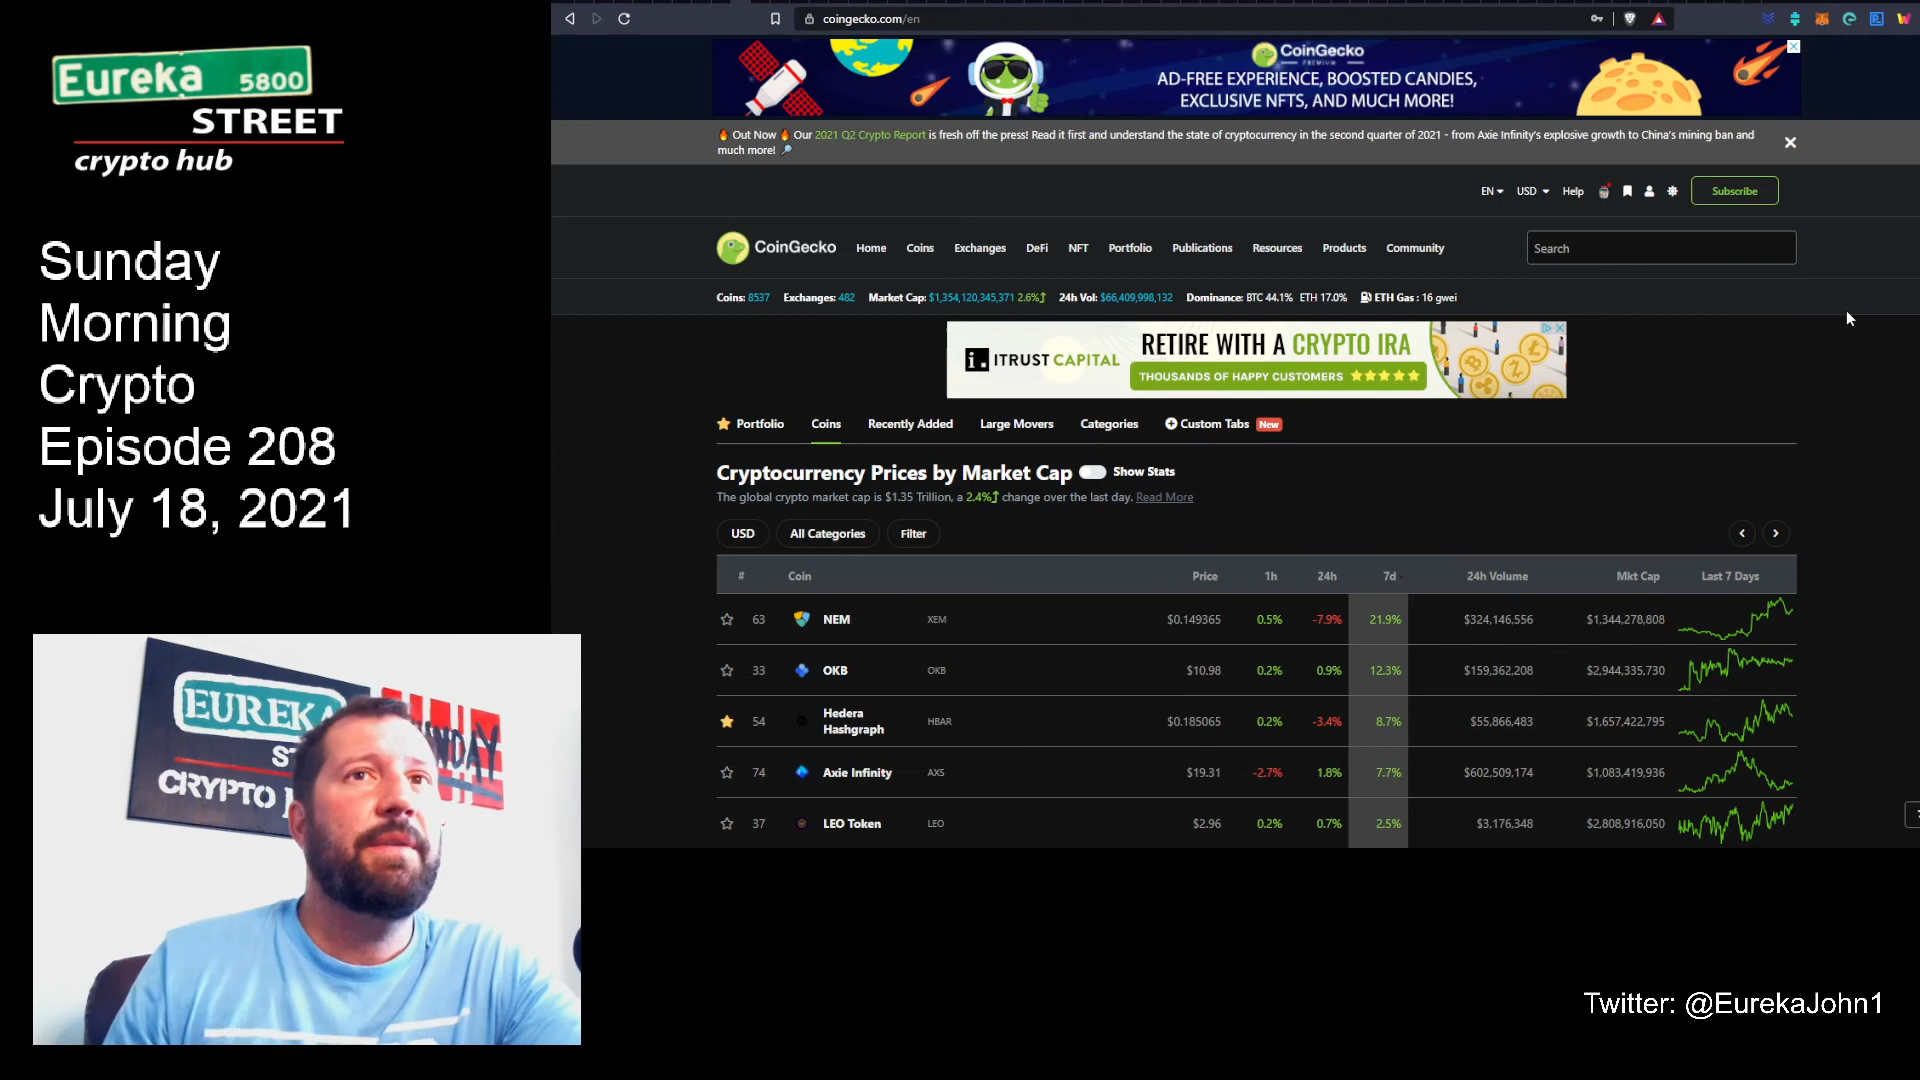 Eureka 5800
STREET
crypto hub
Sunday
Morning
Crypto
Episode 208
July 18, 2021
coingecko.com/en
CoinGecko
PREMIUM
AD-FREE EXPERIENCE, BOOSTED CANDIES,
EXCLUSIVE NFTS, AND MUCH MORE!
Out Now Our 2021 Q2 Crypto Report is fresh off the press! Read it first and understand the state of cryptocurrency in the second quarter of 2021 - from Axie Infinity's explosive growth to China's mining ban and
much more!
EN USD Help Subscribe
CoinGecko Home Coins Exchanges DeFi NFT Portfolio Publications Resources Products Community Search
Coins: 8537 Exchanges: 482 Market Cap: $1,354,120,345,371 2.6% 24h Vol: $66,409,998,132 Dominance: BTC 44.1% ETH 17.0% ETH Gas : 16 gwei
i. ITRUST CAPITAL RETIRE WITH A CRYPTO IRA
THOUSANDS OF HAPPY CUSTOMERS
Portfolio Coins Recently Added Large Movers Categories Custom Tabs New
Cryptocurrency Prices by Market Cap Show Stats
The global crypto market cap is $1.35 Trillion, a 2.4% change over the last day. Read More
USD All Categories Filter
# Coin Price 1h 24h 7d 24h Volume Mkt Cap Last 7 Days
63 NEM XEM $0.149365 0.5% -7.9% 21.9% $324,146,556 $1,344,278,808
33 OKB OKB $10.98 0.2% 0.9% 12.3% $159,362,208 $2,944,335,730
54 Hedera Hashgraph HBAR $0.185065 0.2% -3.4% 8.7% $55,866,483 $1,657,422,795
74 Axie Infinity AXS $19.31 -2.7% 1.8% 7.7% $602,509,174 $1,083,419,936
37 LEO Token LEO $2.96 0.2% 0.7% 2.5% $3,176,348 $2,808,916,050
EUREKA
CRYPTO
Twitter: @EurekaJohn1